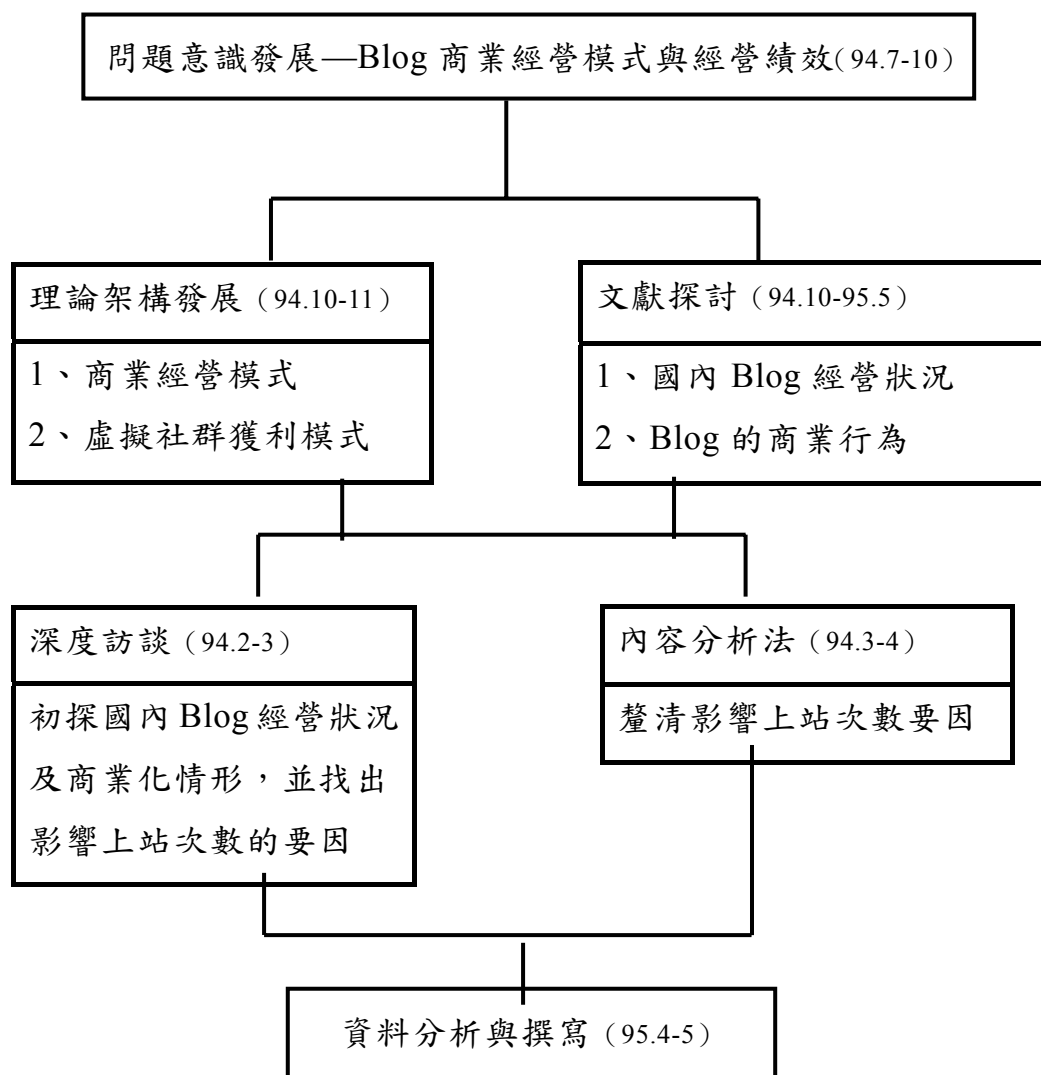 問題意識發展—Blog 商業經營模式與經營績效(94.7-10)
理論架構發展（94.10-11）
1、商業經營模式
2、虛擬社群獲利模式
文獻探討（94.10-95.5）
1、國內 Blog 經營狀況
2、Blog 的商業行為
深度訪談（94.2-3）
初探國內 Blog 經營狀況
及商業化情形，並找出
影響上站次數的要因
內容分析法（94.3-4）
釐清影響上站次數要因
資料分析與撰寫（95.4-5）